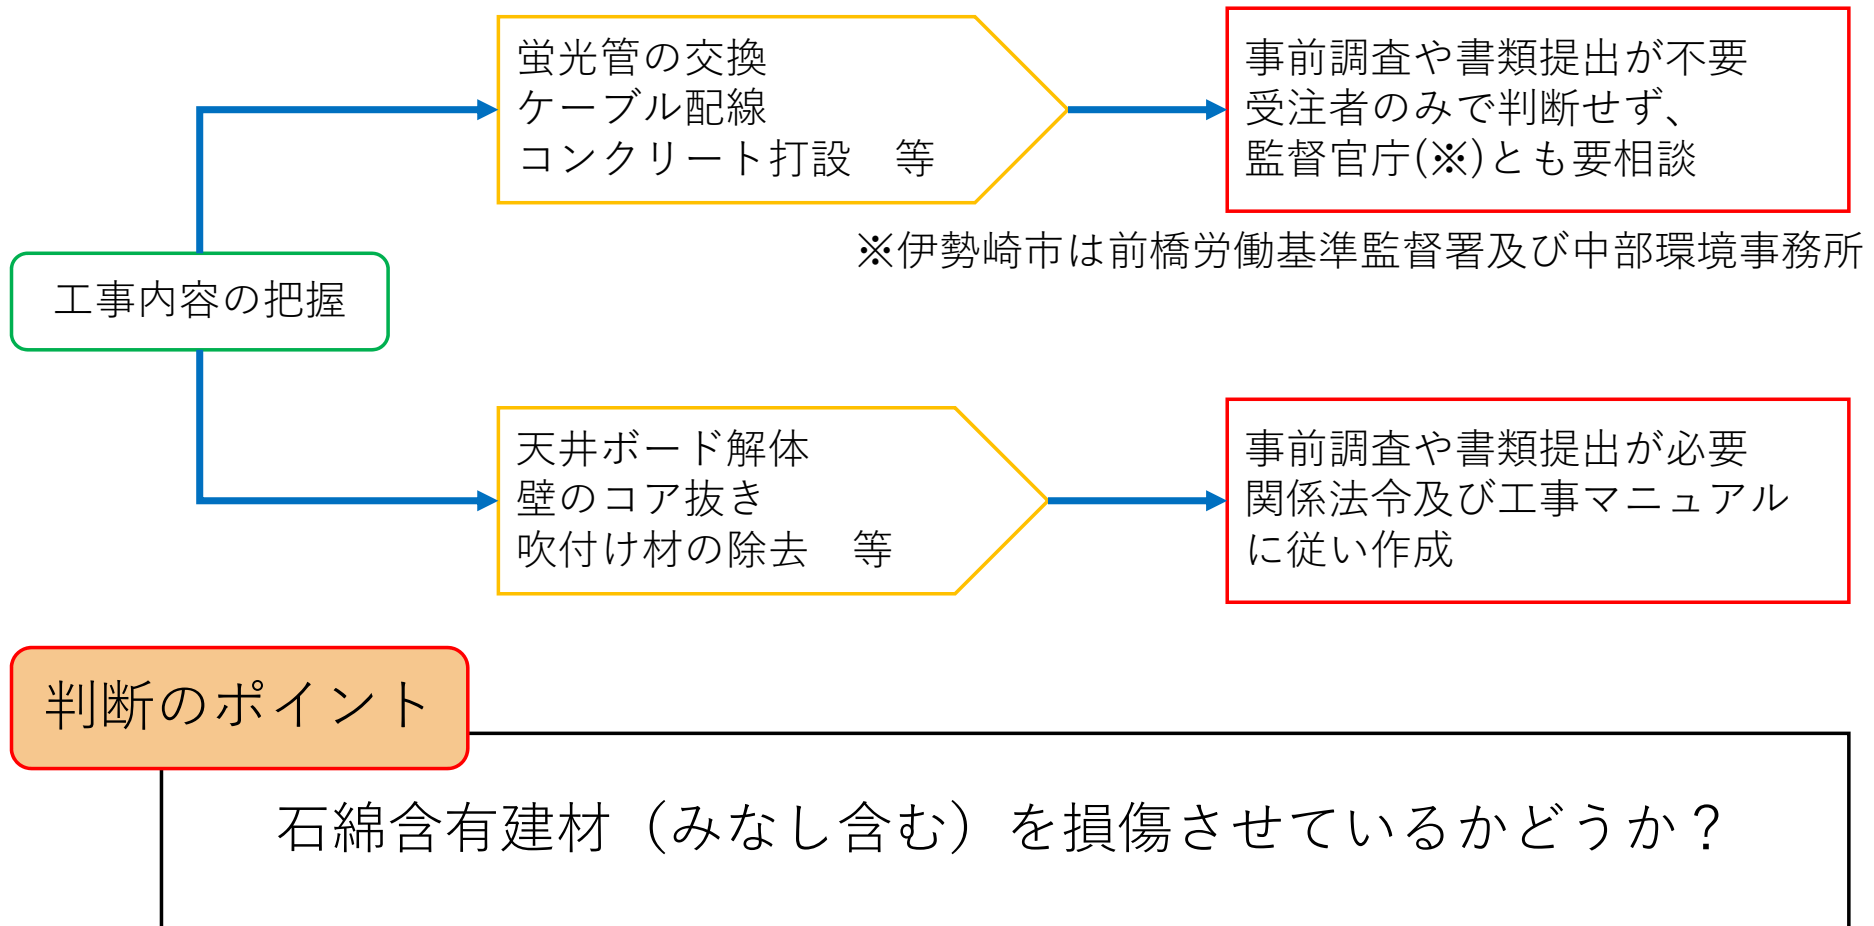 蛍光管の交換
ケーブル配線
コンクリート打設　等
事前調査や書類提出が不要
受注者のみで判断せず、
監督官庁(※)とも要相談
※伊勢崎市は前橋労働基準監督署及び中部環境事務所
工事内容の把握
天井ボード解体
壁のコア抜き
吹付け材の除去　等
事前調査や書類提出が必要
関係法令及び工事マニュアル
に従い作成
判断のポイント
石綿含有建材（みなし含む）を損傷させているかどうか？